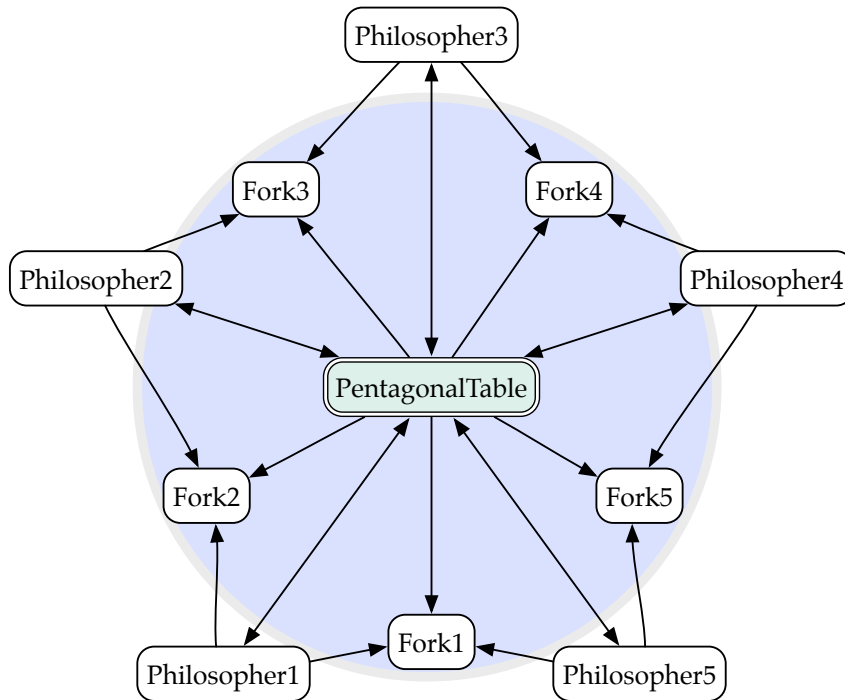 Philosopher3
Fork3
Fork4
Philosopher2
Philosopher4
PentagonalTable
Fork2
Fork5
Fork1
Philosopher1
Philosopher5